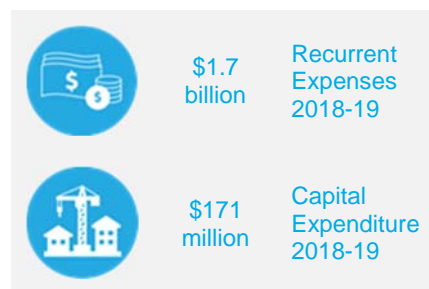 $1.7
billion
Recurrent
Expenses
2018-19
$171
million
Capital
Expenditure
2018-19